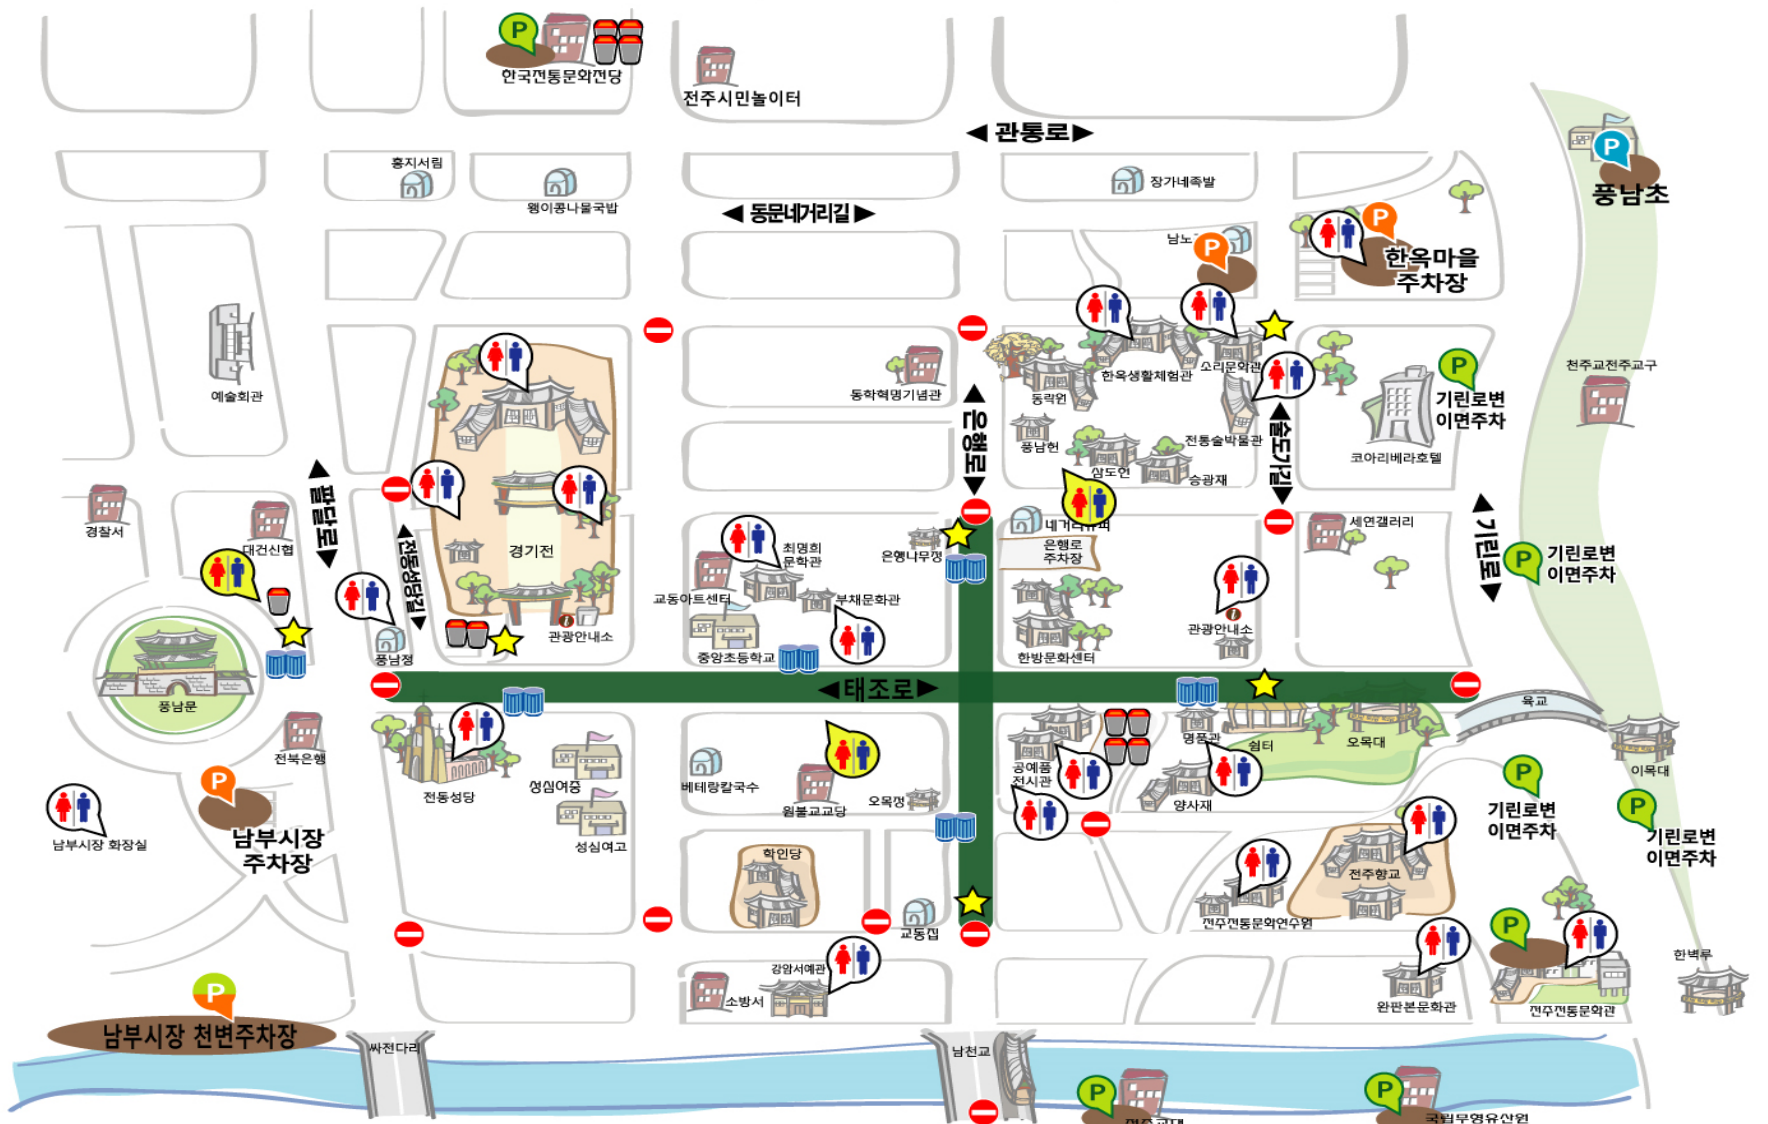 한국전통문화전당
전주시민놀이터
◀ 관통로 ▶
P
풍남초
홍지서림
웽이콩나물국밥
장가네족발
◀ 동문네거리길 ▶
남노
P
P
한옥마을
주차장
예술회관
동학혁명기념관
동락원
한옥생활체험관
소리문화관
P
기린로변
이면주차
천주교전주교구
◀ 은행로 ▶
풍남헌
전통술박물관
◀ 술도가길 ▶
코아리베라호텔
삼도헌
승광재
경찰서
대건신협
◀ 팔달로 ▶
◀ 전동성당길 ▶
경기전
최명희
문학관
은행나무정
네거리슈퍼
은행로
주차장
세연갤러리
◀ 기린로 ▶
P
기린로변
이면주차
교동아트센터
부채문화관
관광안내소
관광안내소
풍남정
중앙초등학교
한방문화센터
풍남문
◀ 태조로 ▶
육교
전북은행
전동성당
성심여중
베테랑칼국수
원불교교당
오목정
공예품
전시관
명품관
쉼터
오목대
양사재
이목대
P
남부시장
주차장
남부시장 화장실
성심여고
P
기린로변
이면주차
P
기린로변
이면주차
학인당
전주향교
교동집
전주전통문화연수원
강암서예관
소방서
완판본문화관
P
전주전통문화관
한벽루
P
남부시장 천변주차장
싸전다리
남천교
P
전주교대
P
국립무형유산원
P